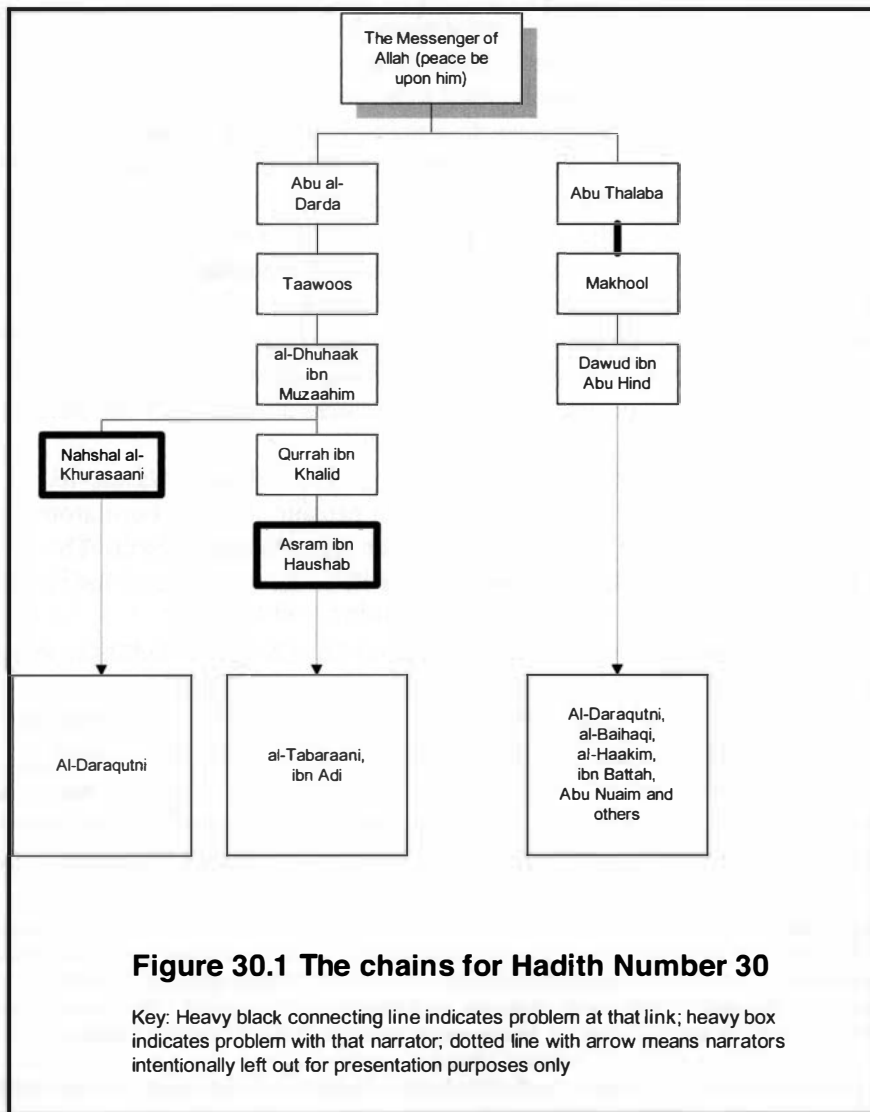 The Messenger of
Allah (peace be
upon him)
Abu al-
Darda
Abu Thalaba
Taawoos
Makhool
al-Dhuhaak
ibn
Muzaahim
Dawud ibn
Abu Hind
Nahshal al-
Khurasaani
Qurrah ibn
Khalid
Asram ibn
Haushab
Al-Daraqutni
al-Tabaraani,
ibn Adi
Al-Daraqutni,
al-Baihaqi,
al-Haakim,
ibn Battah,
Abu Nuaim and
others
Figure 30.1 The chains for Hadith Number 30
Key: Heavy black connecting line indicates problem at that link; heavy box
indicates problem with that narrator; dotted line with arrow means narrators
intentionally left out for presentation purposes only